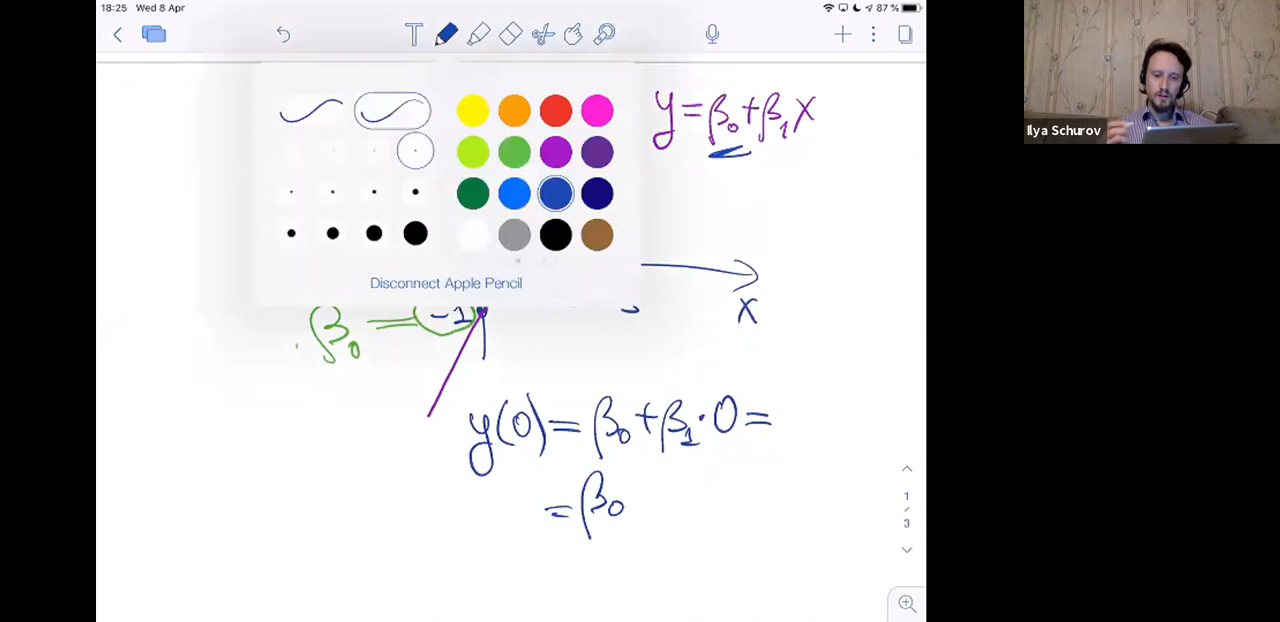 18:25 Wed 8 Apr
87 %
T
y = β₀ + β₁ x
Ilya Schurov
Disconnect Apple Pencil
x
β₀ = -1
y(0) = β₀ + β₁ · 0 =
= β₀
1
/
3